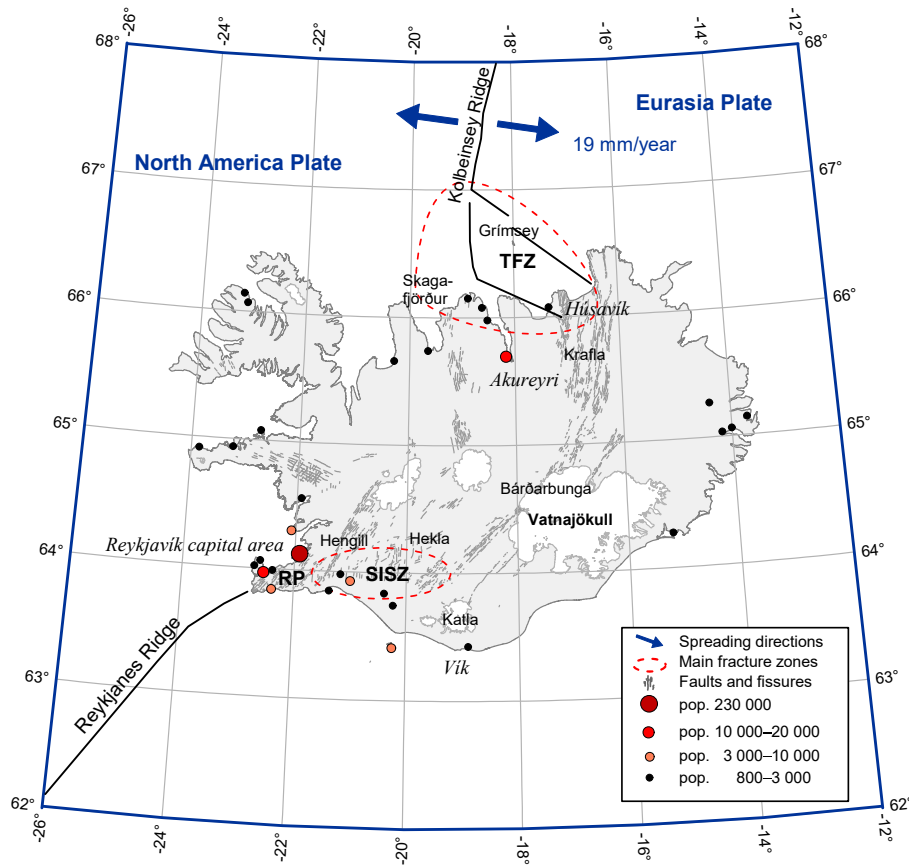 -26°
-24°
-22°
-20°
-18°
-16°
-14°
-12°
68°
68°
Kolbeinsey Ridge
Eurasia Plate
19 mm/year
North America Plate
67°
67°
Grímsey
TFZ
Skaga-
fjörður
Húsavík
66°
66°
Krafla
Akureyri
65°
65°
Bárðarbunga
Vatnajökull
Reykjavík capital area
Hengill
Hekla
64°
64°
RP
SISZ
Katla
Vík
Reykjanes Ridge
63°
63°
Spreading directions
Main fracture zones
Faults and fissures
pop. 230 000
pop. 10 000–20 000
pop. 3 000–10 000
pop. 800–3 000
62°
62°
-26°
-24°
-22°
-20°
-18°
-16°
-14°
-12°